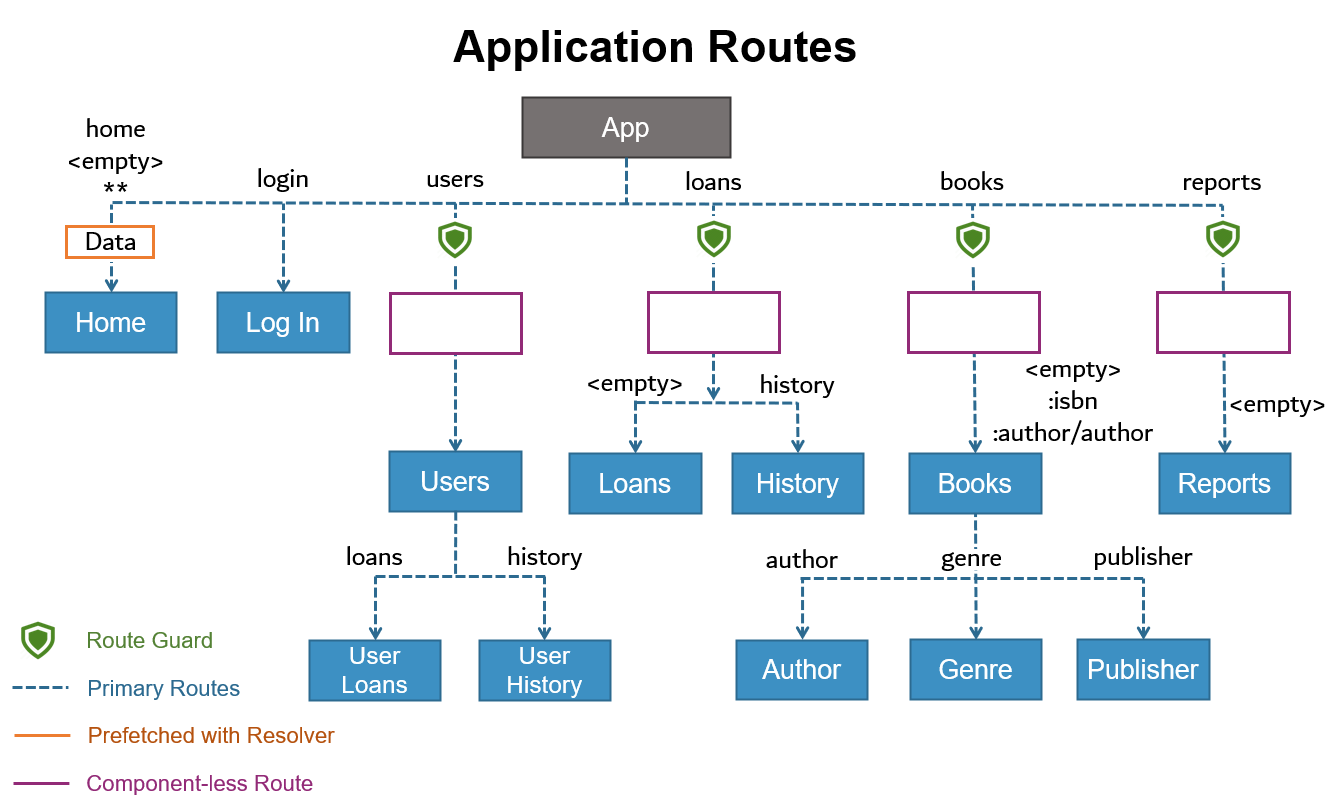 Application Routes
App
home
<empty>
**
login
users
loans
books
reports
Data
Home
Log In
<empty>
history
<empty>
:isbn
:author/author
<empty>
Users
Loans
History
Books
Reports
loans
history
author
genre
publisher
User
Loans
User
History
Author
Genre
Publisher
Route Guard
Primary Routes
Prefetched with Resolver
Component-less Route